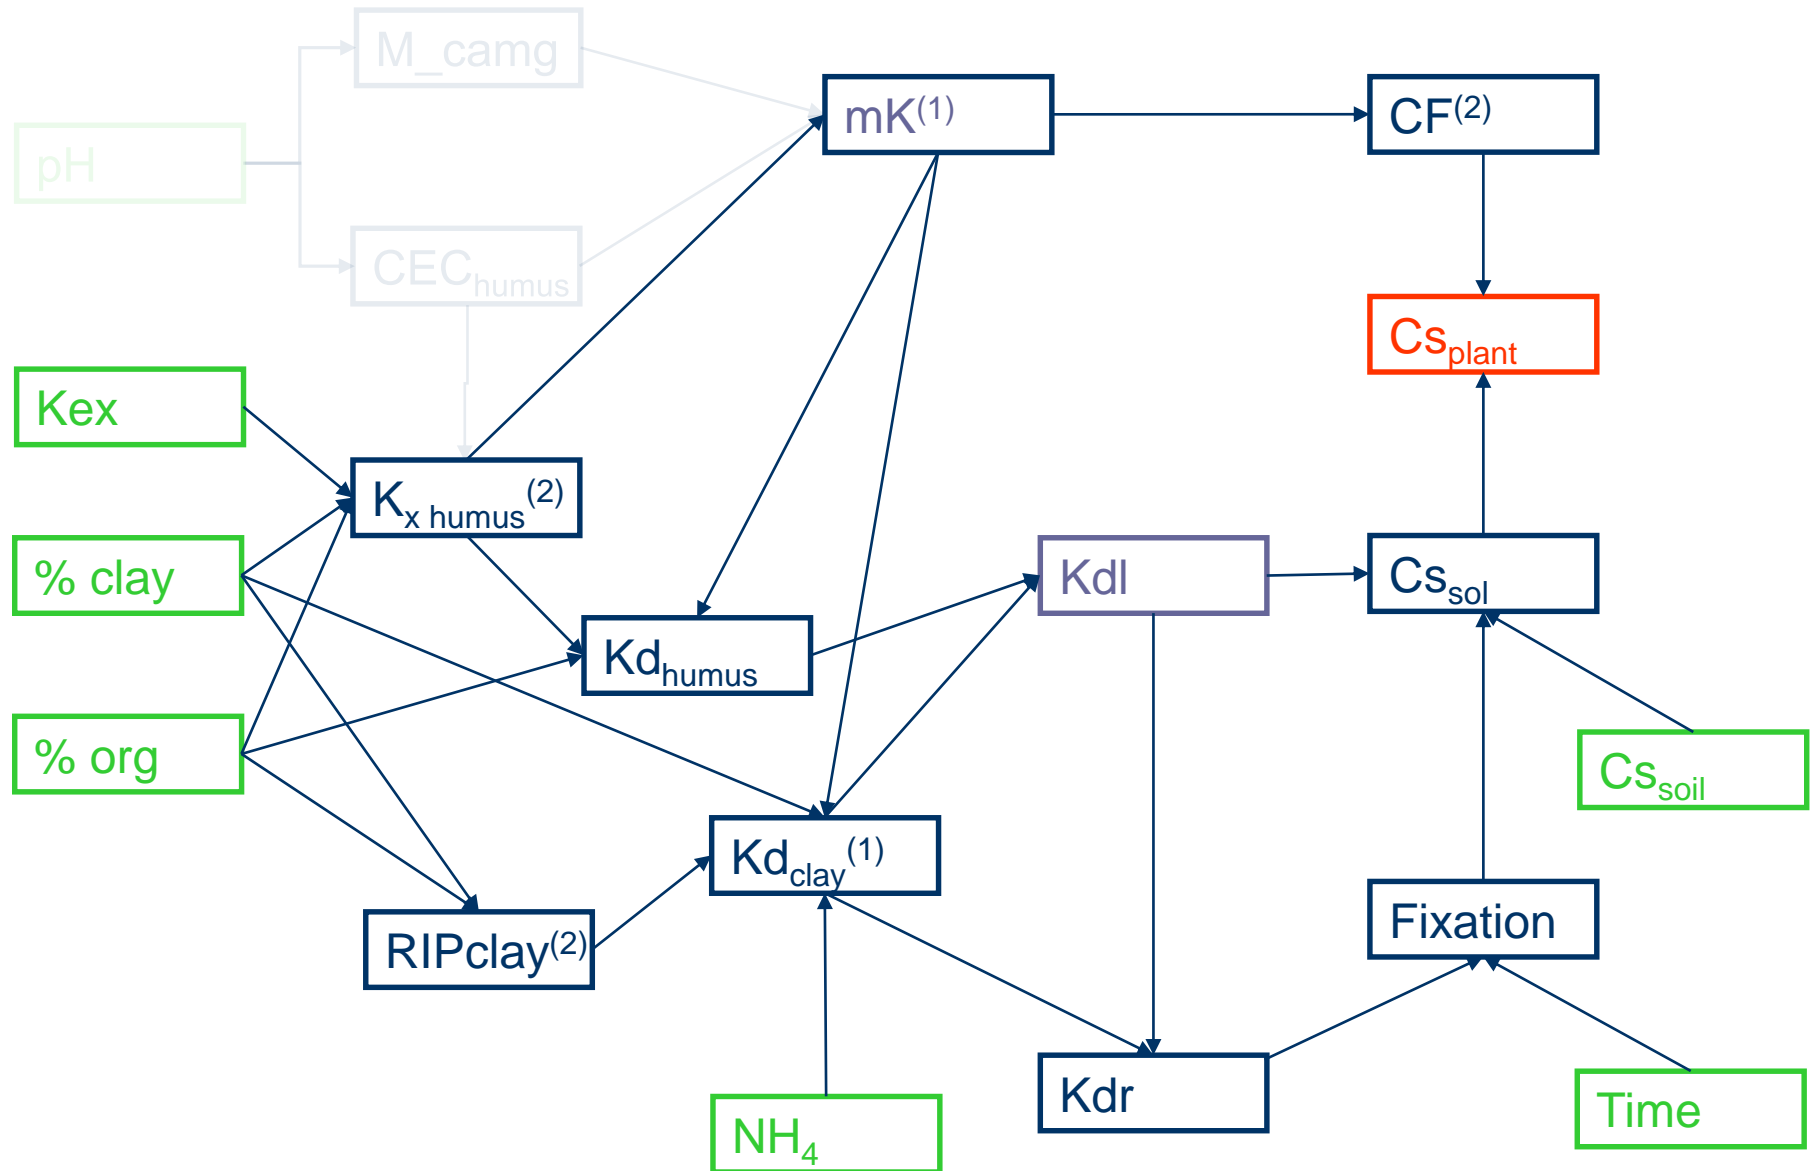 M_camg
mK(1)
CF(2)
pH
CEChumus
Csplant
Kex
Kx humus(2)
% clay
Kdl
Cssol
Kdhumus
% org
Cssoil
Kdclay(1)
RIPclay(2)
Fixation
Kdr
Time
NH4